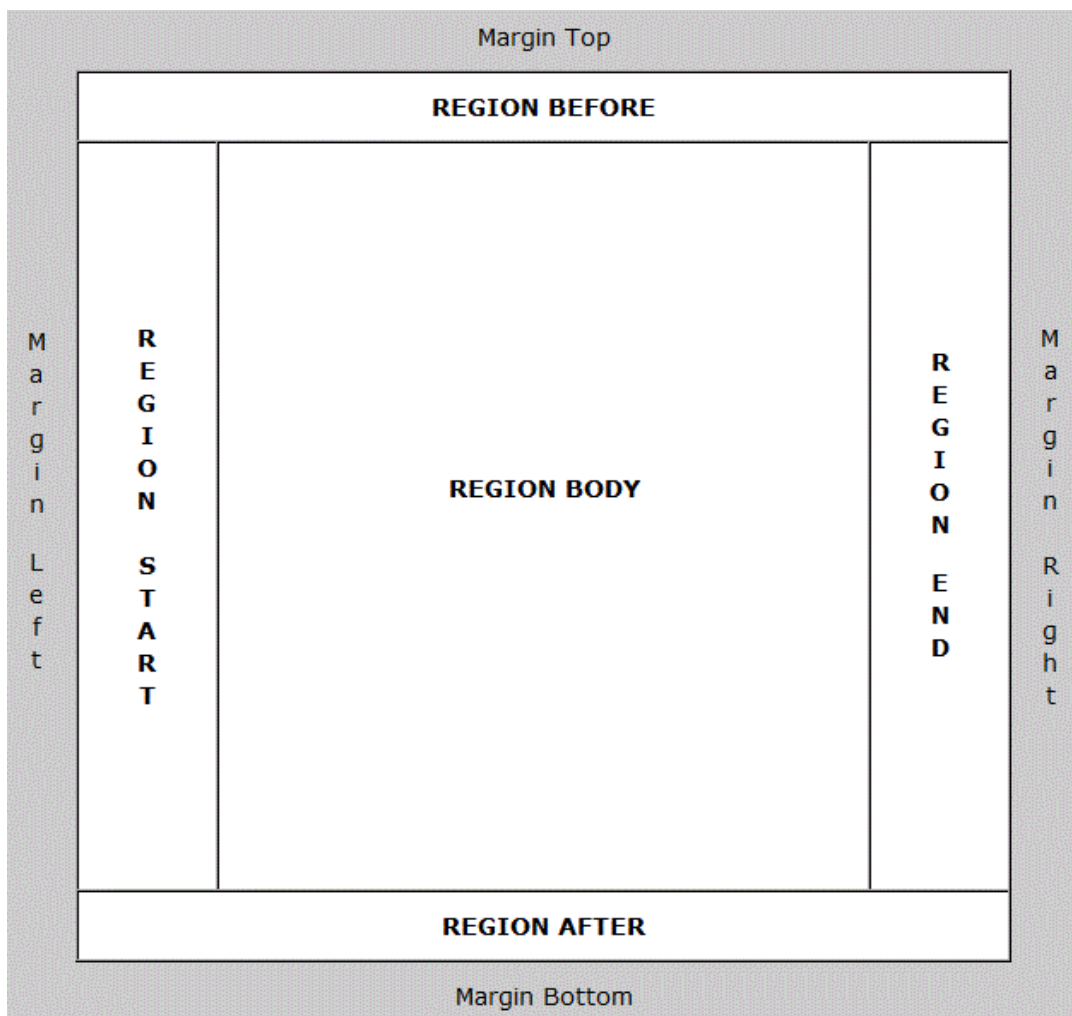 Margin Top
REGION BEFORE
Margin Left
REGION START
REGION BODY
REGION END
Margin Right
REGION AFTER
Margin Bottom